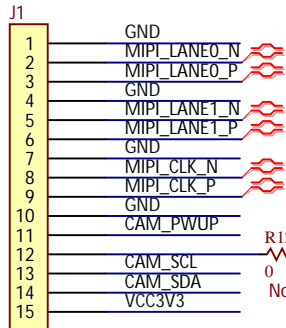 J1
1 GND
2 MIPI_LANE0_N
3 MIPI_LANE0_P
4 GND
5 MIPI_LANE1_N
6 MIPI_LANE1_P
7 GND
8 MIPI_CLK_N
9 MIPI_CLK_P
10 GND
11 CAM_PWUP
12
13 CAM_SCL
14 CAM_SDA
15 VCC3V3
0